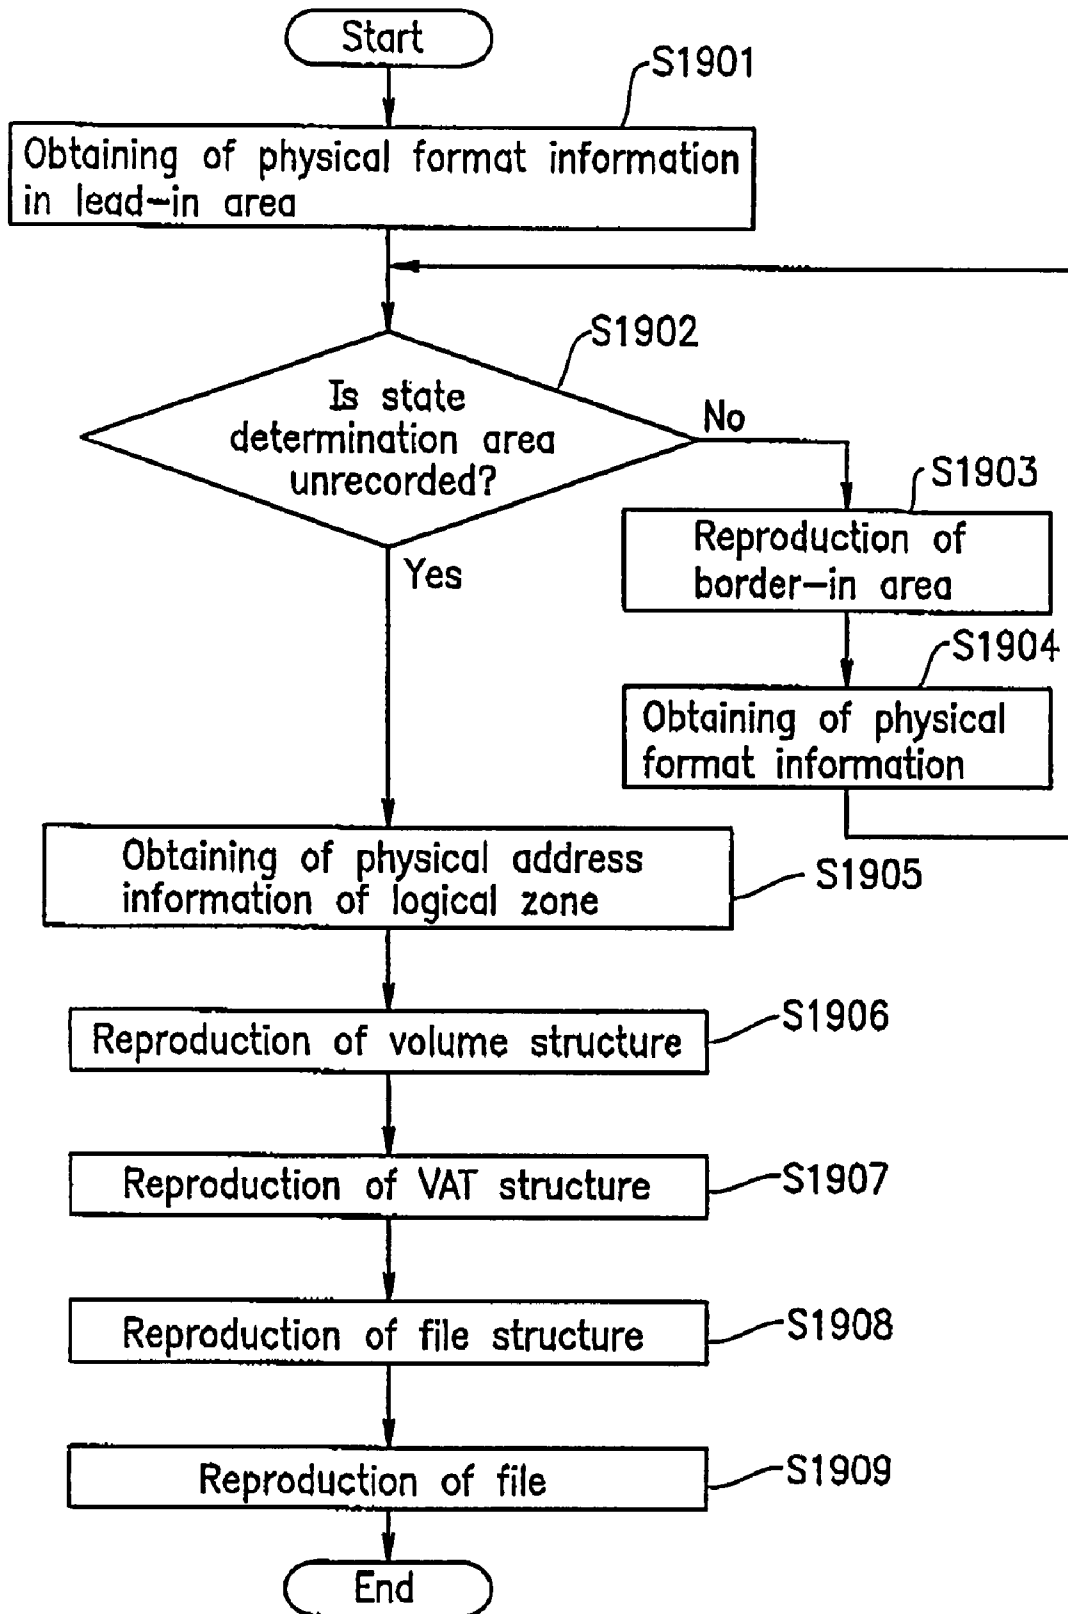 Start
S1901
Obtaining of physical format information
in lead-in area
S1902
Is state
determination area
unrecorded?
No
Yes
S1903
Reproduction of
border-in area
S1904
Obtaining of physical
format information
Obtaining of physical address
information of logical zone
S1905
Reproduction of volume structure
S1906
Reproduction of VAT structure
S1907
Reproduction of file structure
S1908
Reproduction of file
S1909
End